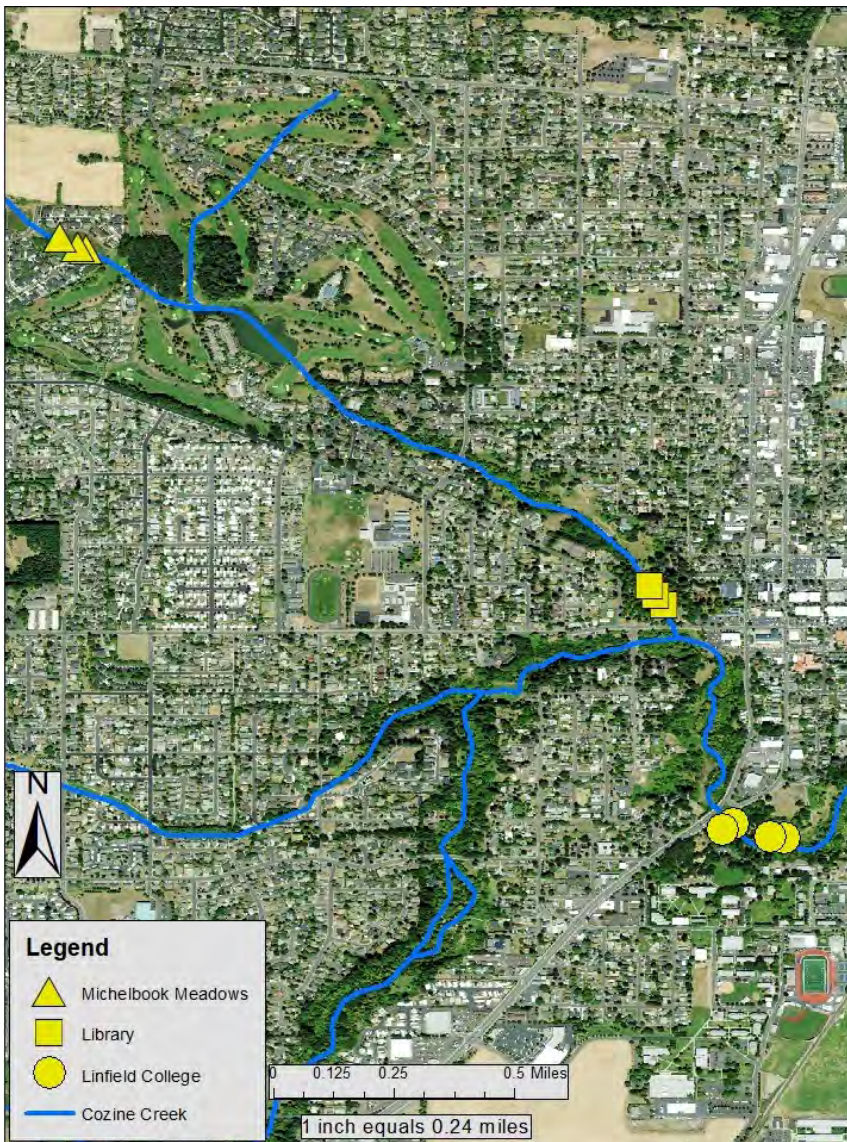 N
Legend
Michelbook Meadows
Library
Linfield College
Cozine Creek
0 0.125 0.25 0.5 Miles
1 inch equals 0.24 miles